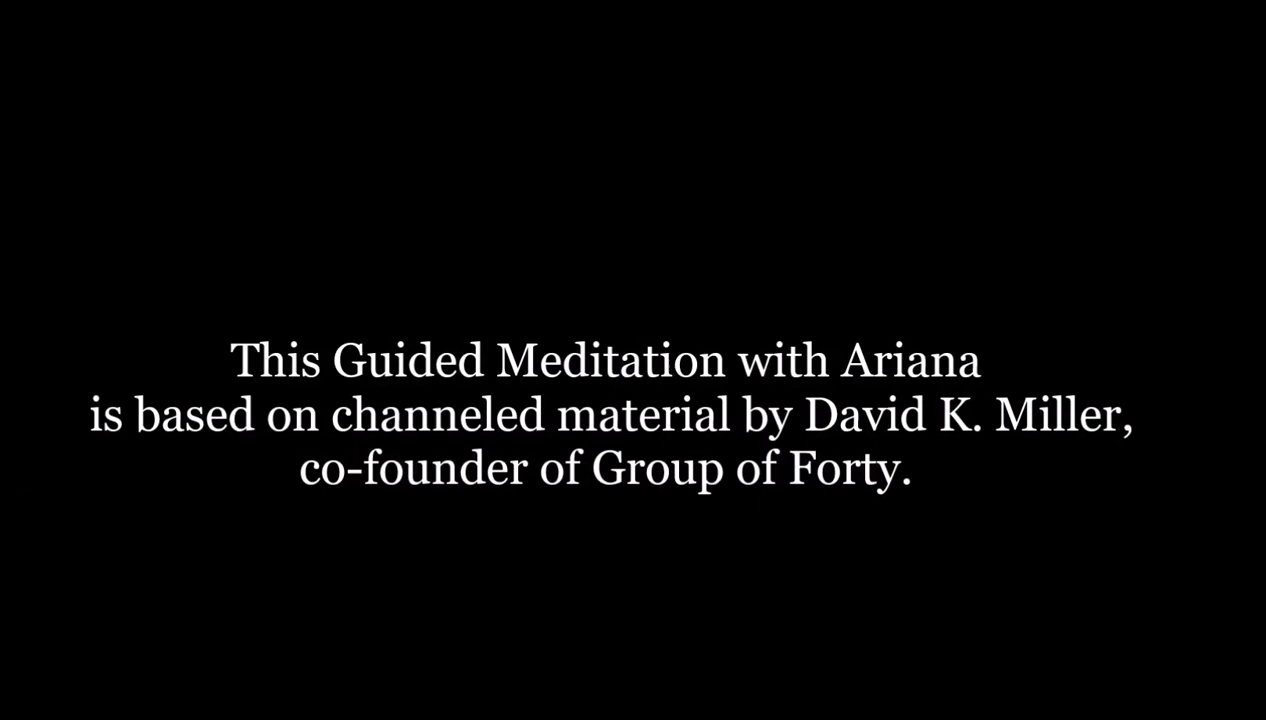 This Guided Meditation with Ariana
is based on channeled material by David K. Miller,
co-founder of Group of Forty.